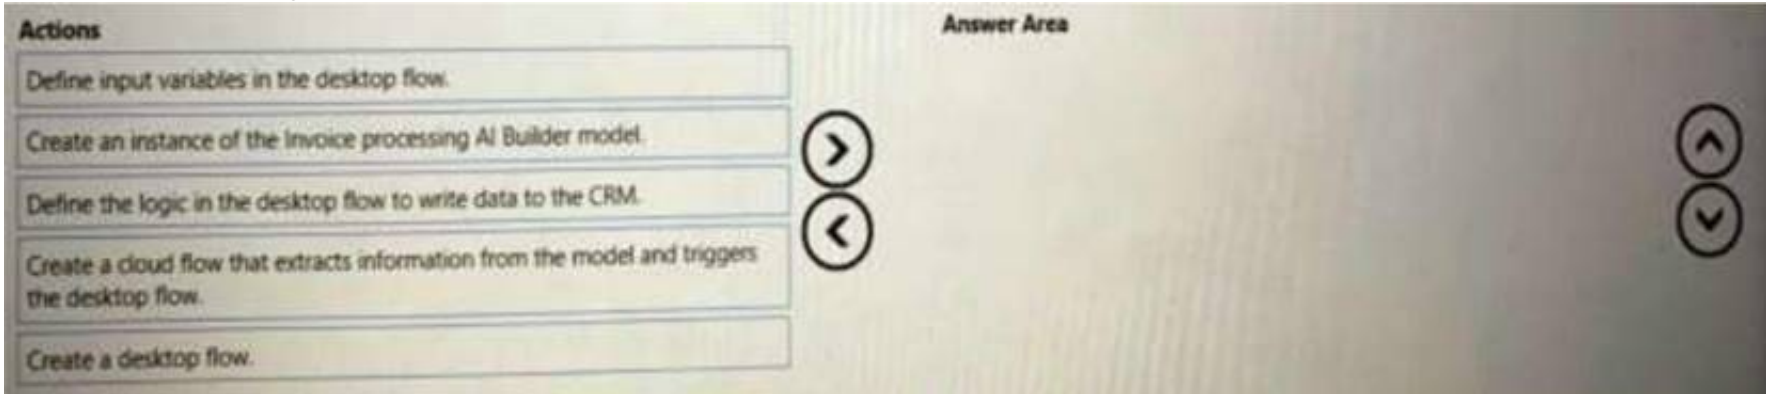 Actions
Answer Area
Define input variables in the desktop flow.
Create an instance of the Invoice processing AI Builder model.
Define the logic in the desktop flow to write data to the CRM.
Create a cloud flow that extracts information from the model and triggers
the desktop flow.
Create a desktop flow.